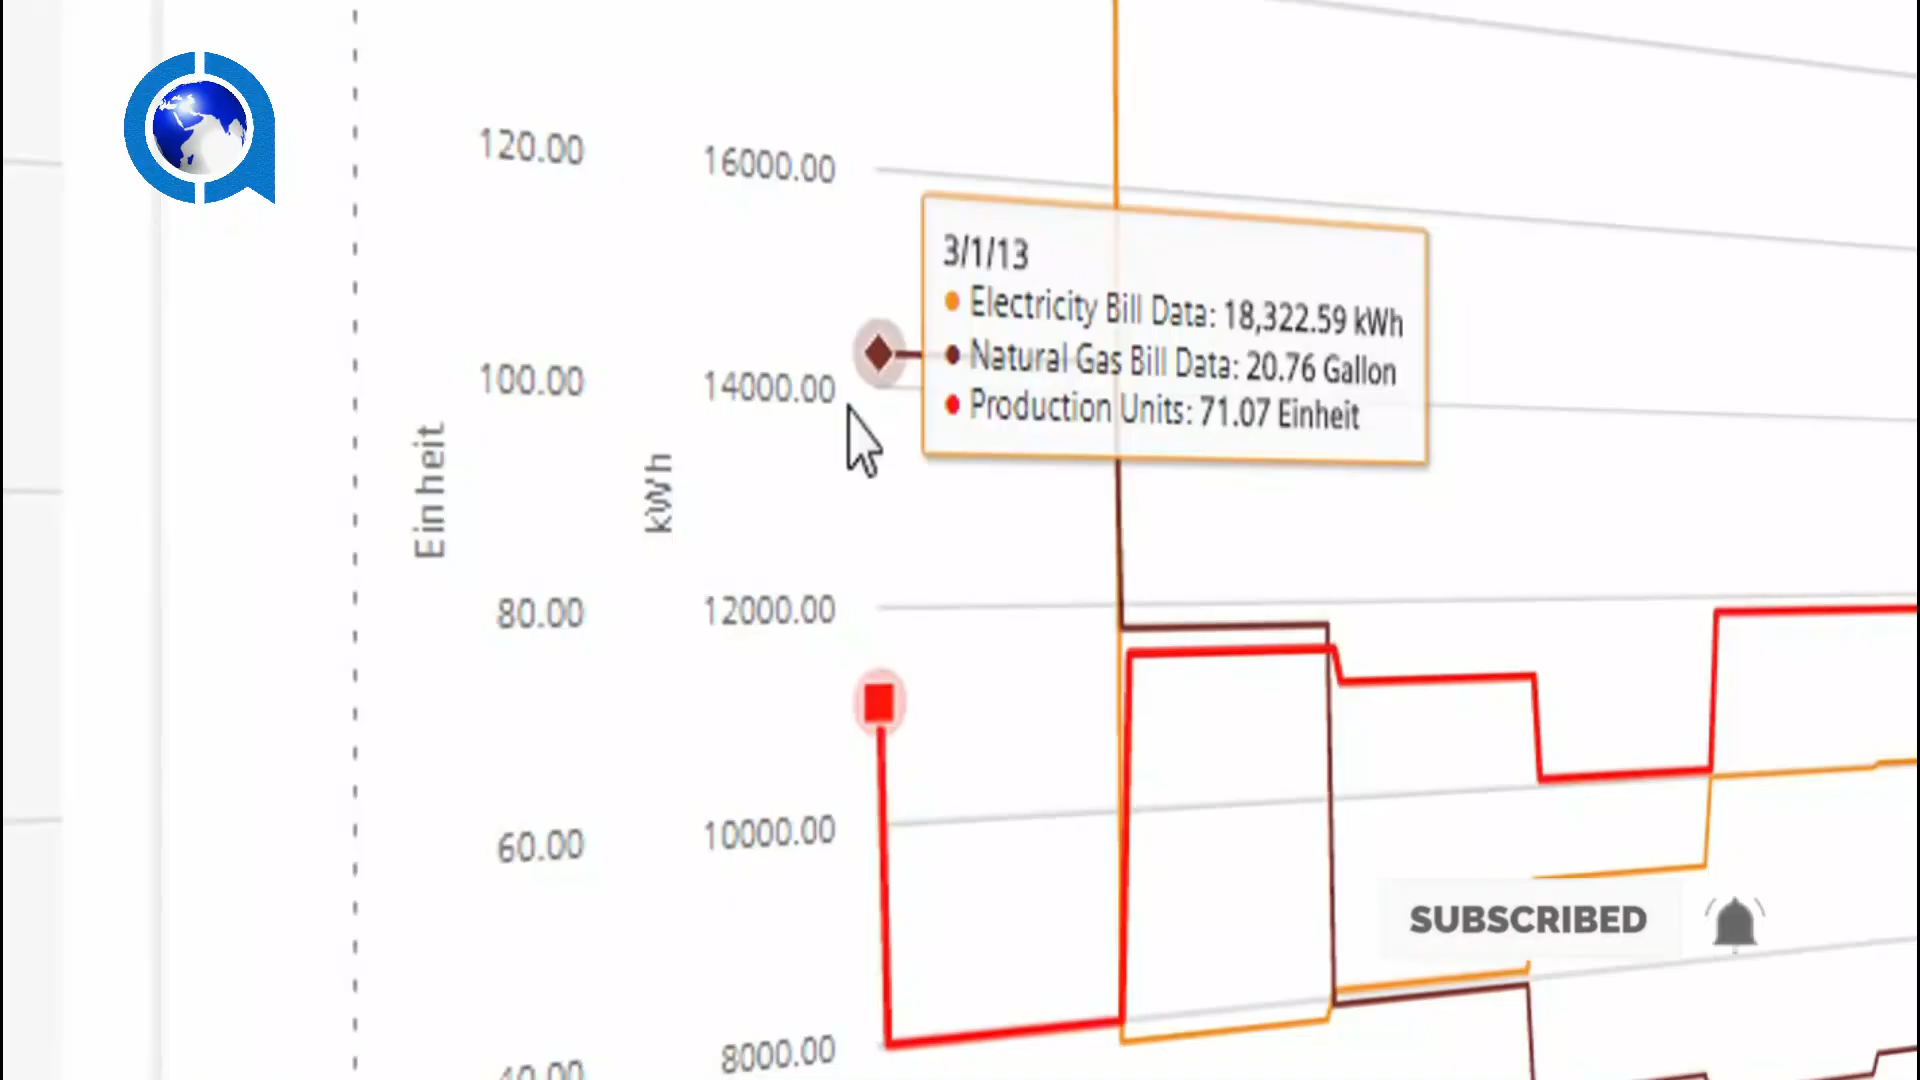 120.00
16000.00
3/1/13
Electricity Bill Data: 18,322.59 kWh
Natural Gas Bill Data: 20.76 Gallon
Production Units: 71.07 Einheit
100.00
14000.00
Einheit
kWh
80.00
12000.00
60.00
10000.00
SUBSCRIBED
40.00
8000.00